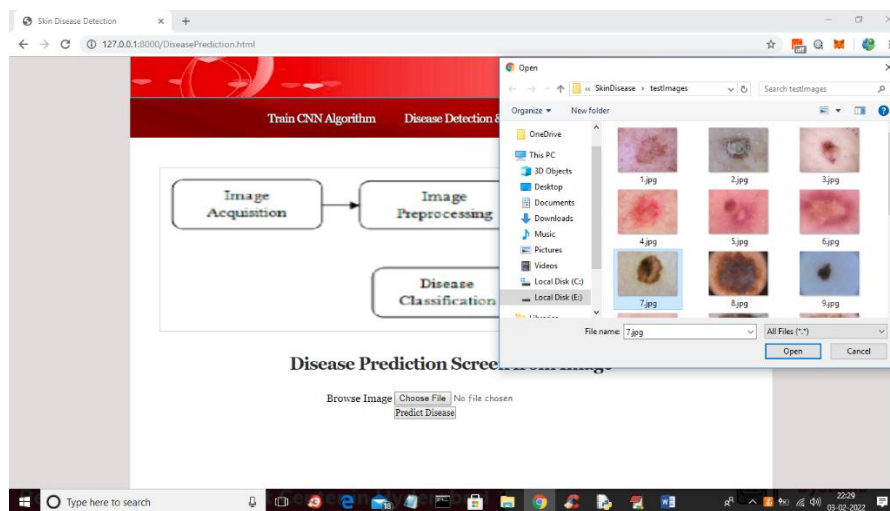 Skin Disease Detection
127.0.0.1:8000/DiseasePrediction.html
Train CNN Algorithm Disease Detection &
Image Acquisition
Image Preprocessing
Disease Classification
Disease Prediction Screen
Browse Image Choose File No file chosen
Predict Disease
Open
« SkinDisease › testImages
Search testImages
Organize New folder
OneDrive
This PC
3D Objects
Desktop
Documents
Downloads
Music
Pictures
Videos
Local Disk (C:)
Local Disk (E:)
1.jpg 2.jpg 3.jpg
4.jpg 5.jpg 6.jpg
7.jpg 8.jpg 9.jpg
File name: 7.jpg All Files (*.*)
Open Cancel
Type here to search
22:29
03-02-2022